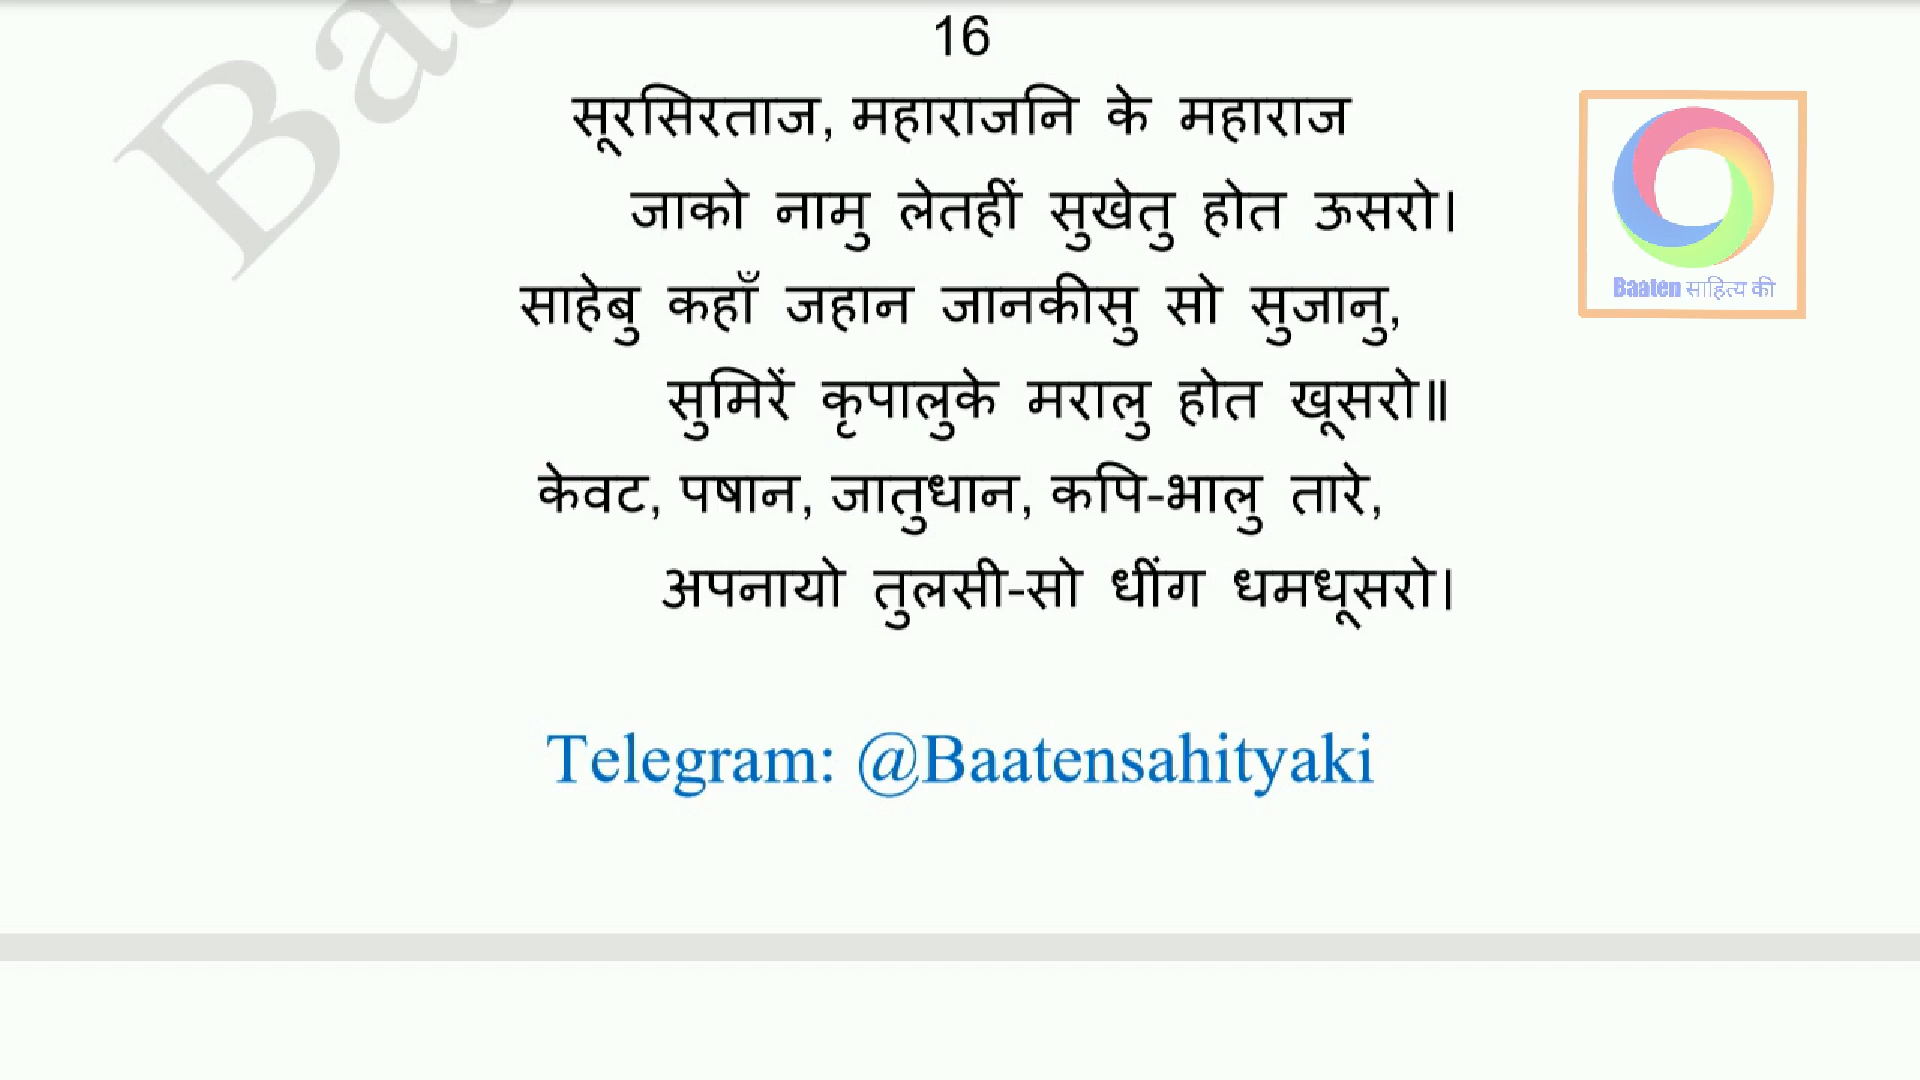 Baa
16
सूरसिरताज, महाराजनि के महाराज
जाको नामु लेतहीं सुखेतु होत ऊसरो।
साहेबु कहाँ जहान जानकीसु सो सुजानु,
सुमिरें कृपालुके मरालु होत खूसरो॥
केवट, पषान, जातुधान, कपि-भालु तारे,
अपनायो तुलसी-सो धींग धमधूसरो।
Baaten साहित्य की
Telegram: @Baatensahityaki